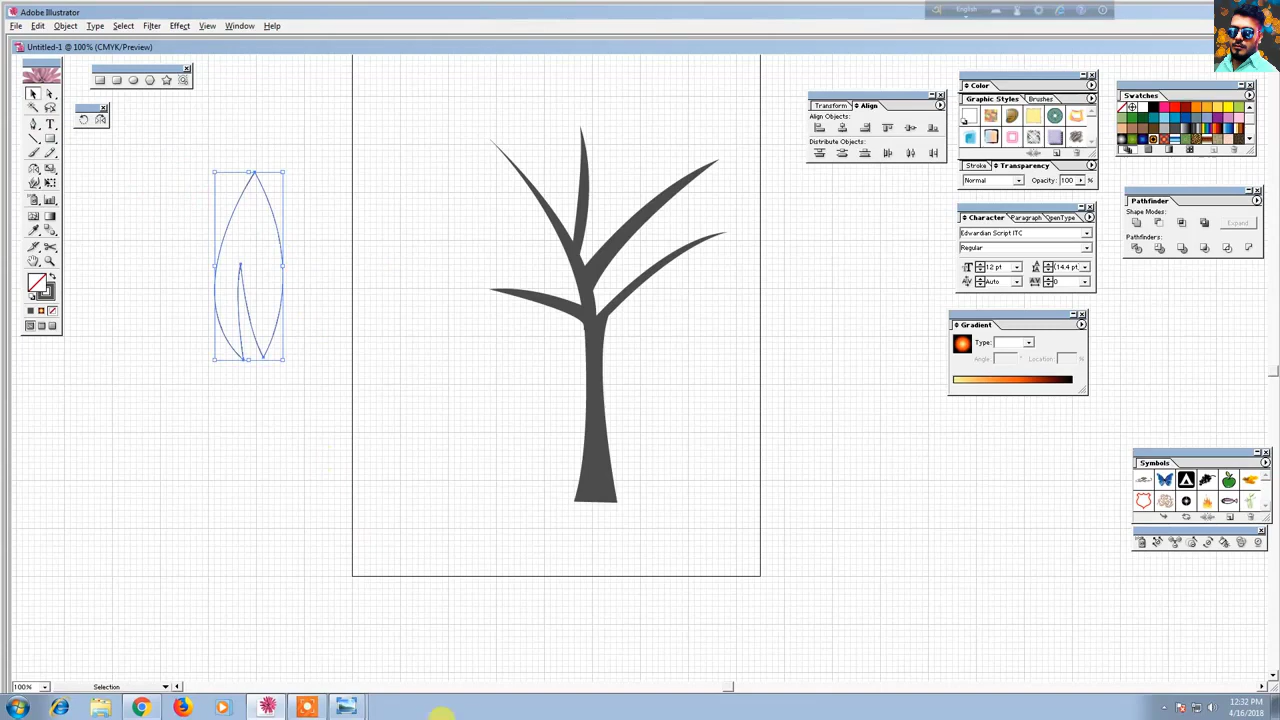 Adobe Illustrator
English
File Edit Object Type Select Filter Effect View Window Help
Untitled-1 @ 100% (CMYK/Preview)
Color
Graphic Styles
Brushes
Stroke
Transparency
Normal
Opacity: 100 %
Transform
Align
Align Objects:
Distribute Objects:
Swatches
Pathfinder
Shape Modes:
Expand
Pathfinders:
Character
Paragraph
OpenType
Edwardian Script ITC
Regular
12 pt
(14.4 pt
Auto
0
Gradient
Type:
Angle:
°
Location:
%
Symbols
100%
Selection
12:32 PM
4/16/2018